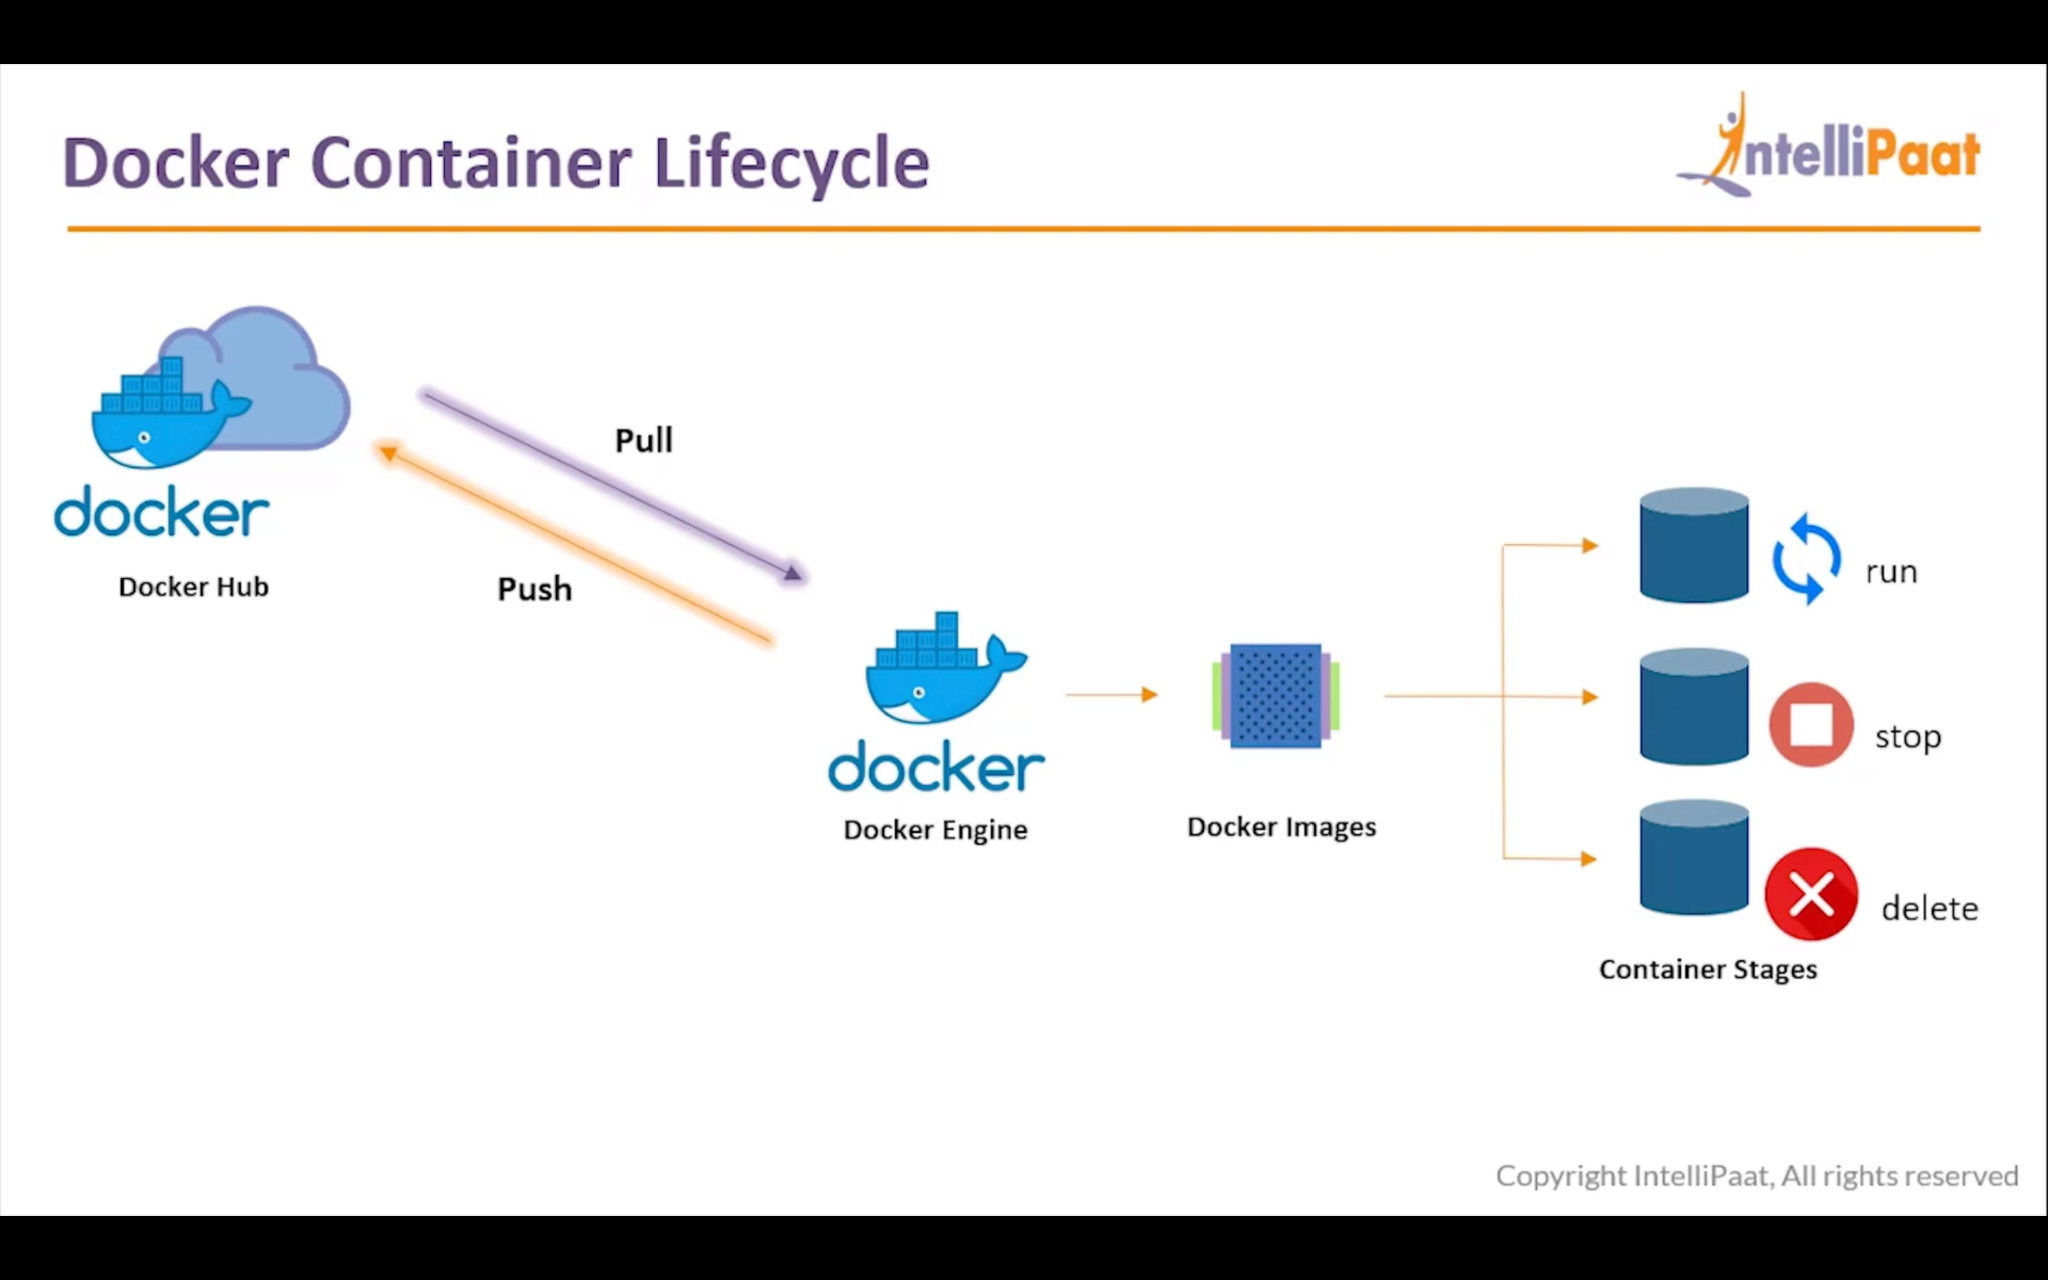 Docker Container Lifecycle
IntelliPaat
Pull
docker
Docker Hub
Push
docker
Docker Engine
Docker Images
run
stop
delete
Container Stages
Copyright IntelliPaat, All rights reserved